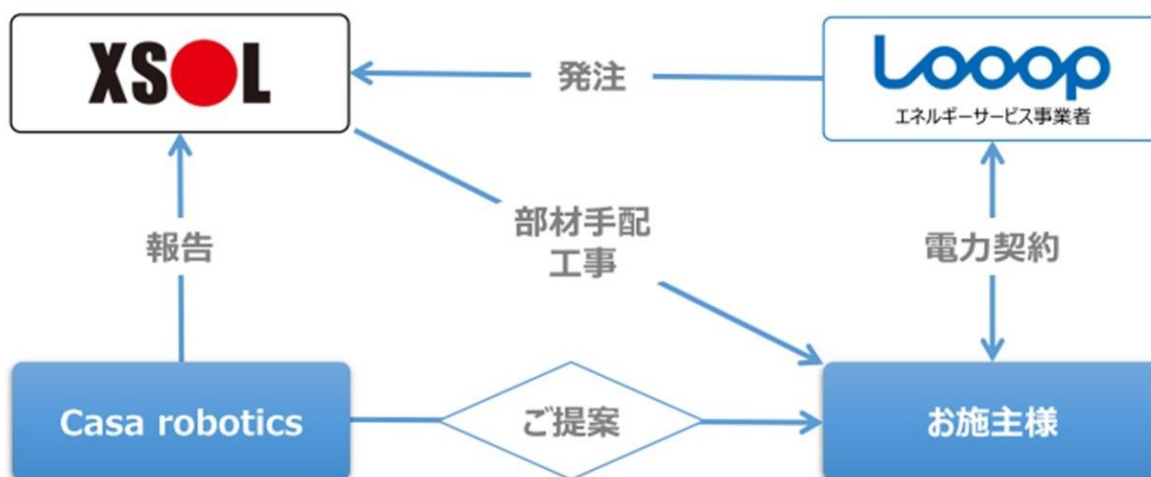 XSOL
発注
Looop
エネルギーサービス事業者
報告
部材手配
工事
電力契約
Casa robotics
ご提案
お施主様